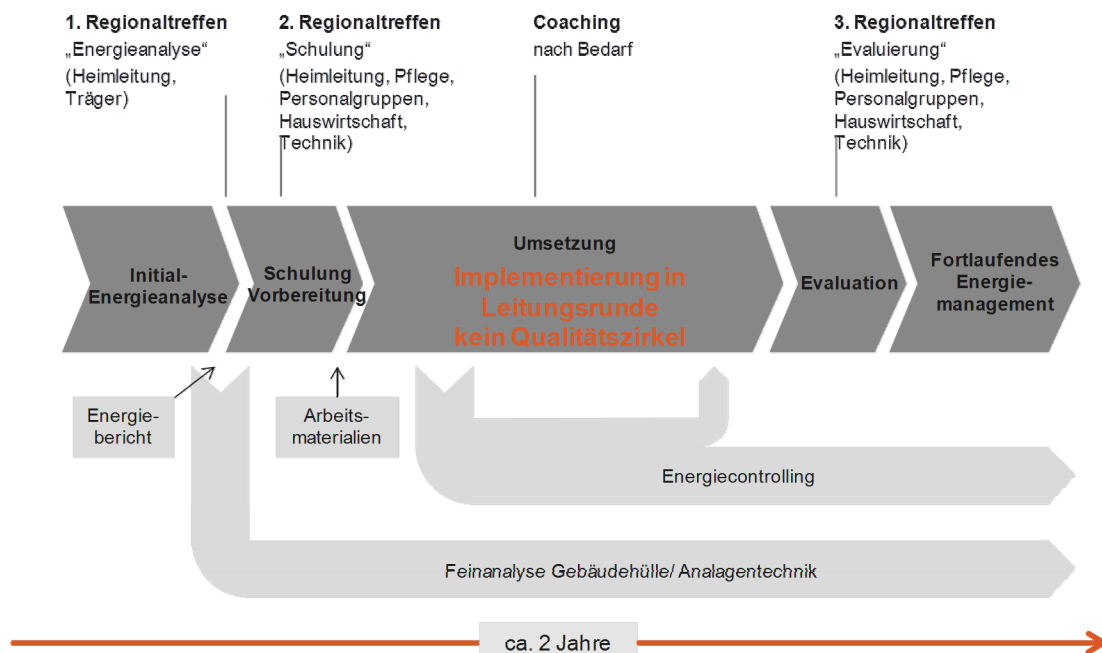 1. Regionaltreffen
„Energieanalyse“
(Heimleitung,
Träger)
2. Regionaltreffen
„Schulung“
(Heimleitung, Pflege,
Personalgruppen,
Hauswirtschaft,
Technik)
Coaching
nach Bedarf
3. Regionaltreffen
„Evaluierung“
(Heimleitung, Pflege,
Personalgruppen,
Hauswirtschaft,
Technik)
Initial-
Energieanalyse
Schulung
Vorbereitung
Umsetzung
Implementierung in
Leitungsrunde
kein Qualitätszirkel
Evaluation
Fortlaufendes
Energie-
management
Energie-
bericht
Arbeits-
materialien
Energiecontrolling
Feinanalyse Gebäudehülle/ Analagentechnik
ca. 2 Jahre